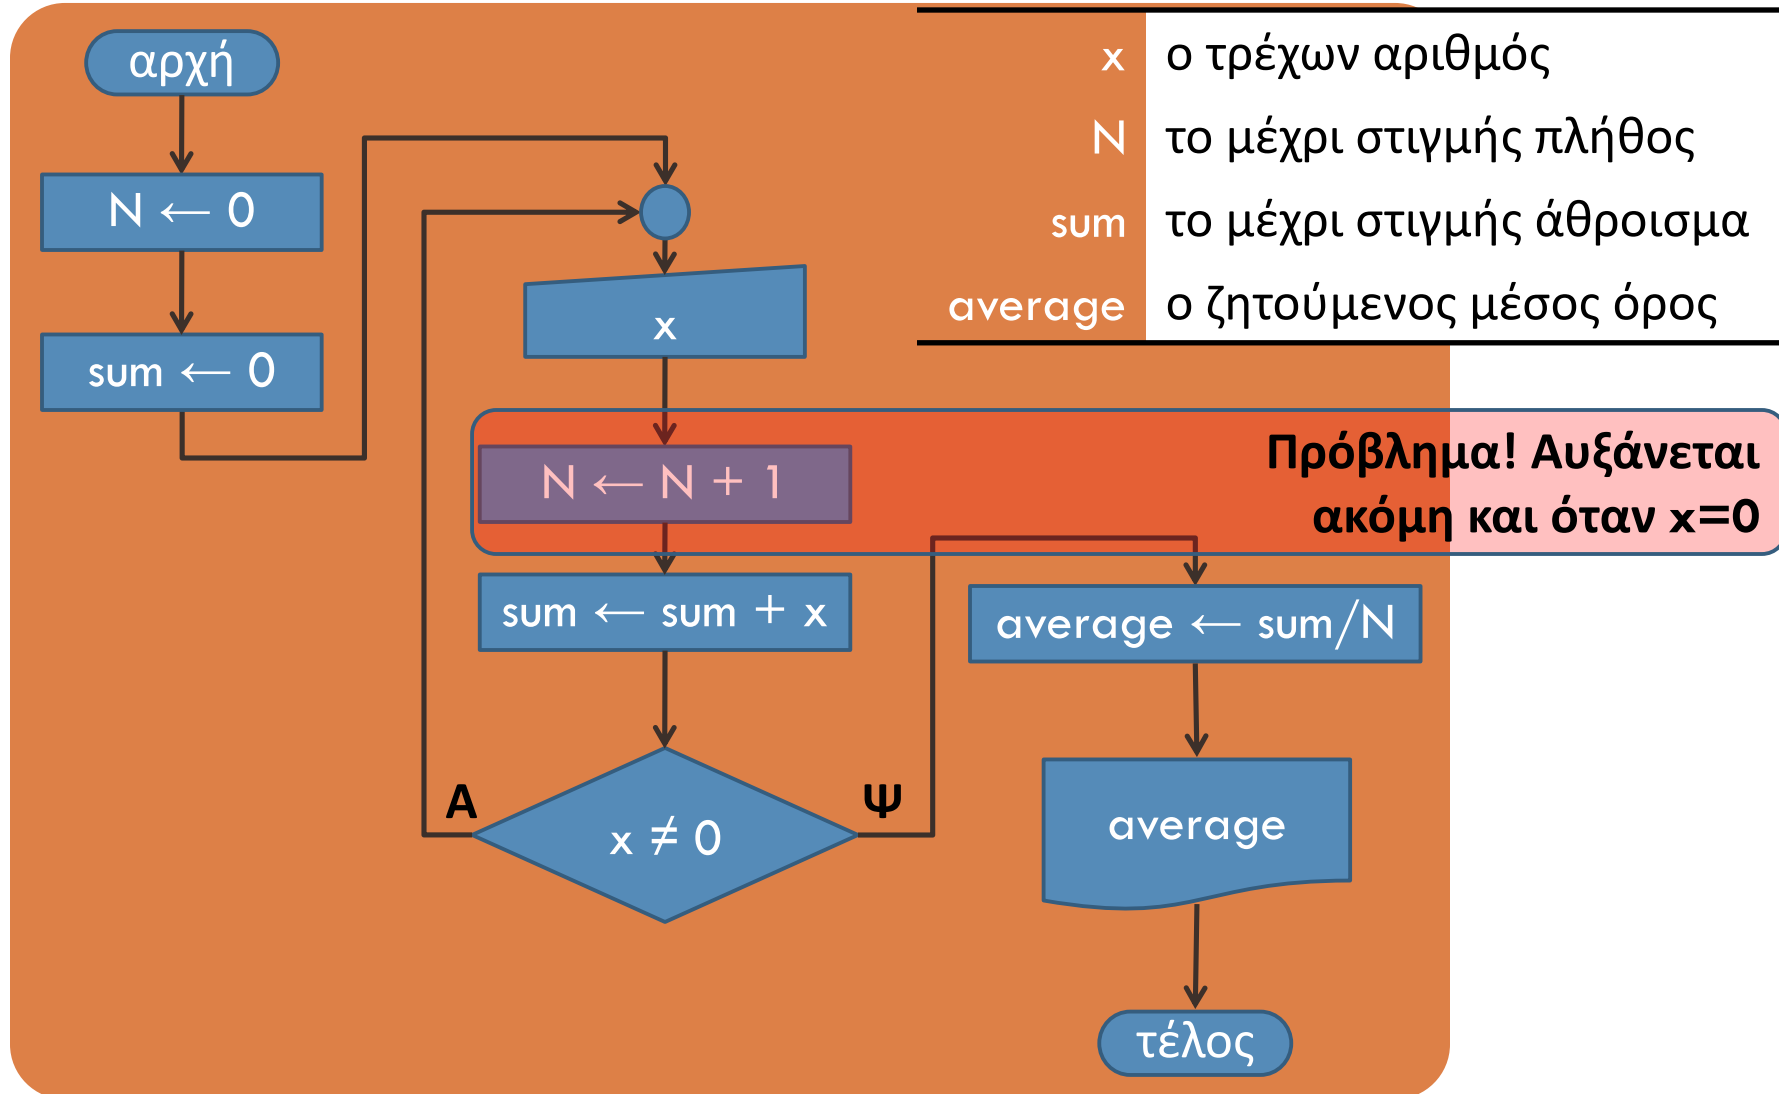 αρχή
N ← 0
sum ← 0
x
N ← N + 1
sum ← sum + x
x ≠ 0
Α
Ψ
average ← sum/N
average
τέλος
x ο τρέχων αριθμός
N το μέχρι στιγμής πλήθος
sum το μέχρι στιγμής άθροισμα
average ο ζητούμενος μέσος όρος
Πρόβλημα! Αυξάνεται
ακόμη και όταν x=0